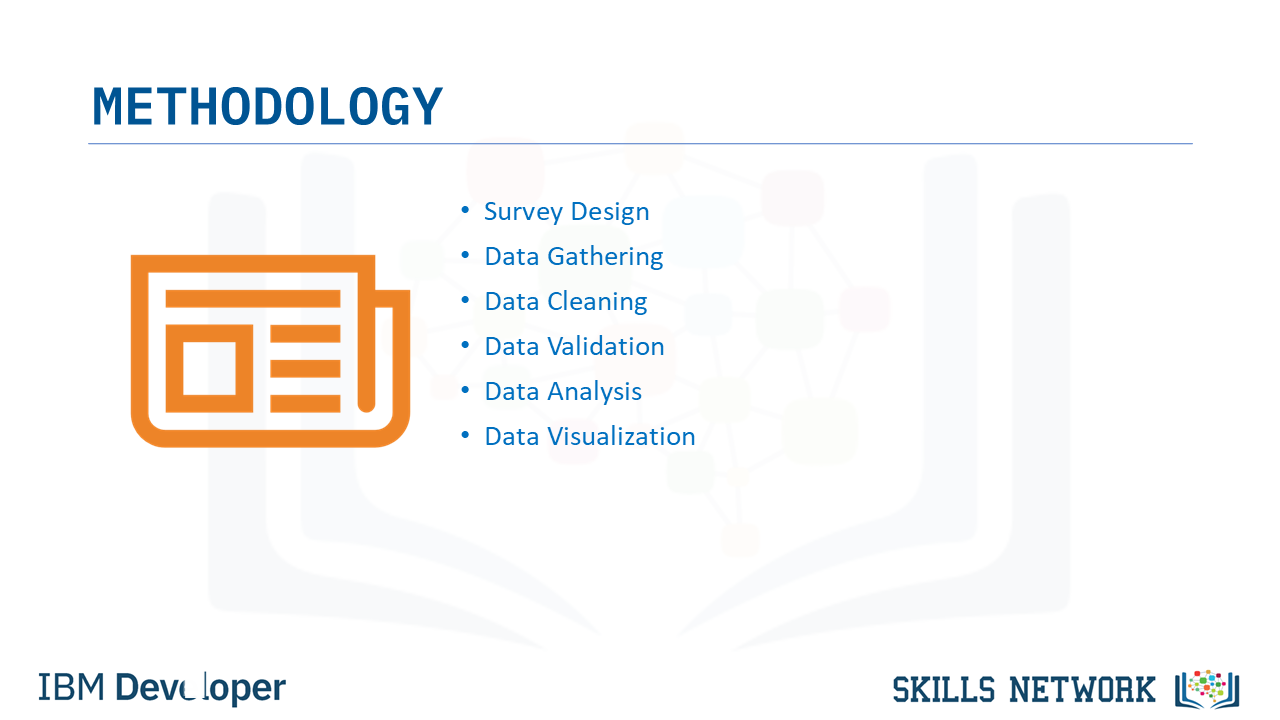 METHODOLOGY
• Survey Design
• Data Gathering
• Data Cleaning
• Data Validation
• Data Analysis
• Data Visualization
IBM Developer
SKILLS NETWORK